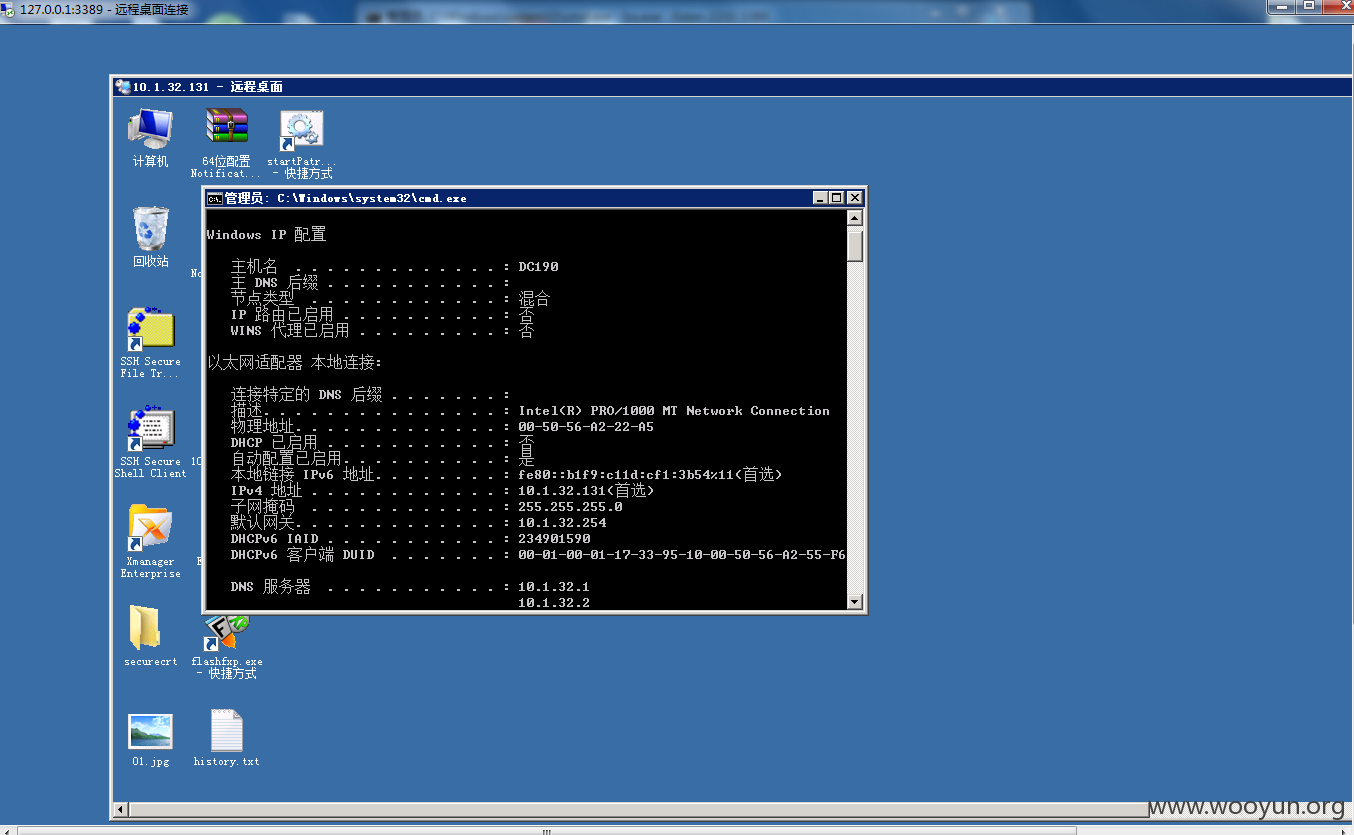 127.0.0.1:3389 - 远程桌面连接
10.1.32.131 - 远程桌面
计算机
64位配置
Notificat...
startPatr...
- 快捷方式
管理员: C:\Windows\system32\cmd.exe
Windows IP 配置
主机名 . . . . . . . . . . . . . : DC190
主 DNS 后缀 . . . . . . . . . . . :
节点类型 . . . . . . . . . . . . : 混合
IP 路由已启用 . . . . . . . . . . : 否
WINS 代理已启用 . . . . . . . . . : 否
以太网适配器 本地连接:
连接特定的 DNS 后缀 . . . . . . . :
描述. . . . . . . . . . . . . . . : Intel(R) PRO/1000 MT Network Connection
物理地址. . . . . . . . . . . . . : 00-50-56-A2-22-A5
DHCP 已启用 . . . . . . . . . . . : 否
自动配置已启用. . . . . . . . . . : 是
本地链接 IPv6 地址. . . . . . . . : fe80::b1f9:c11d:cf1:3b54%11(首选)
IPv4 地址 . . . . . . . . . . . . : 10.1.32.131(首选)
子网掩码 . . . . . . . . . . . . : 255.255.255.0
默认网关. . . . . . . . . . . . . : 10.1.32.254
DHCPv6 IAID . . . . . . . . . . . : 234901590
DHCPv6 客户端 DUID . . . . . . . : 00-01-00-01-17-33-95-10-00-50-56-A2-55-F6
DNS 服务器 . . . . . . . . . . . : 10.1.32.1
10.1.32.2
回收站
No
SSH Secure
File Tr...
SSH Secure
Shell Client
10
Xmanager
Enterprise
E
securecrt
flashfxp.exe
- 快捷方式
01.jpg
history.txt
www.wooyun.org